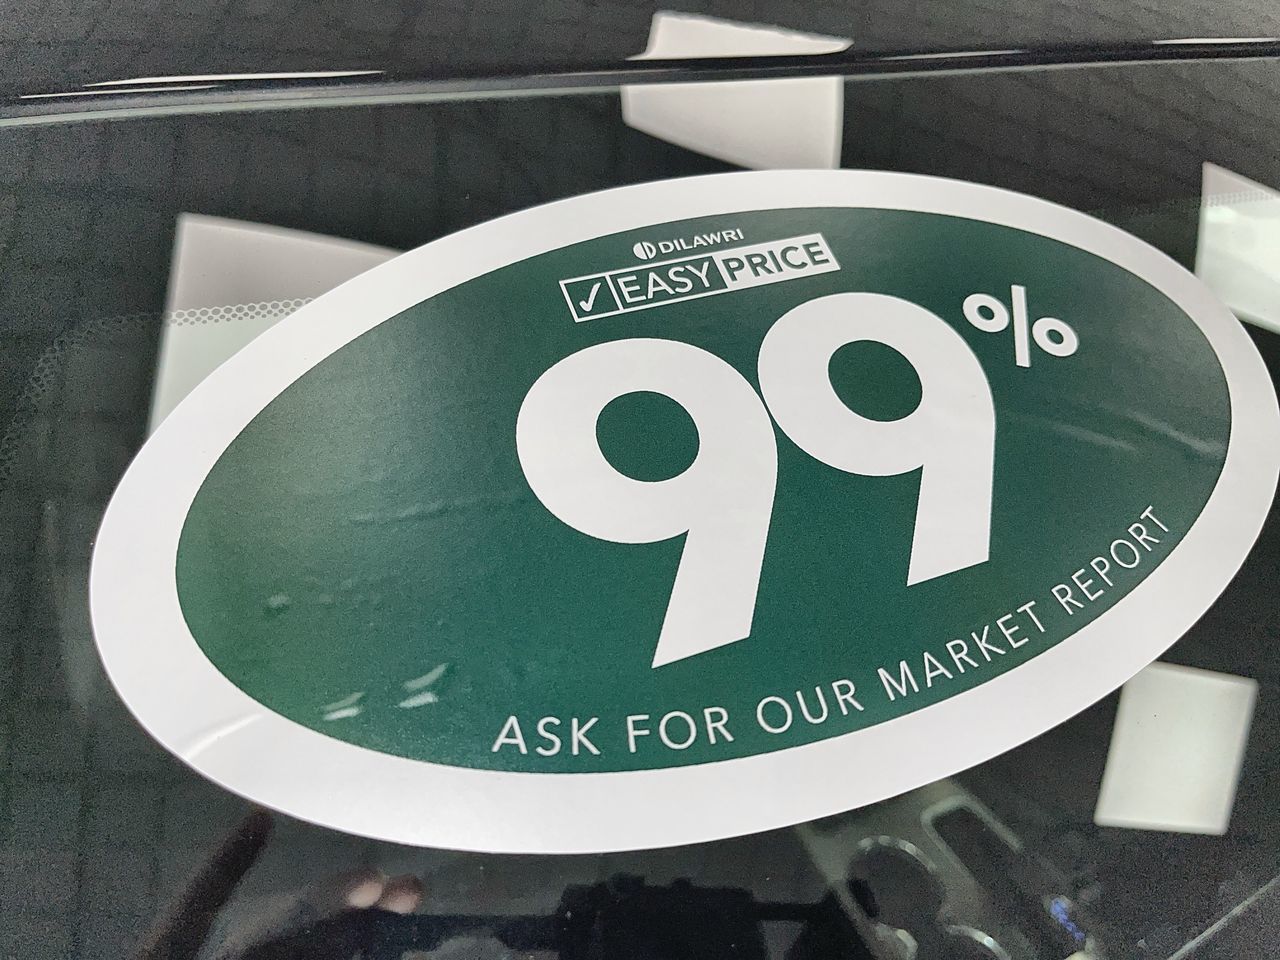 DILAWRI
✓ EASY PRICE
99%
ASK FOR OUR MARKET REPORT